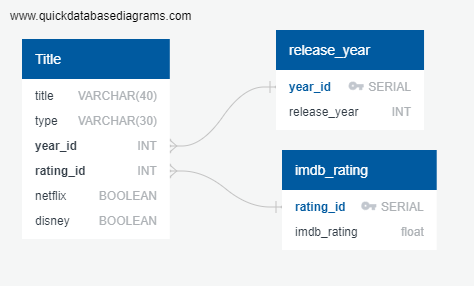 www.quickdatabasediagrams.com
Title
title VARCHAR(40)
type VARCHAR(30)
year_id INT
rating_id INT
netflix BOOLEAN
disney BOOLEAN
release_year
year_id SERIAL
release_year INT
imdb_rating
rating_id SERIAL
imdb_rating float